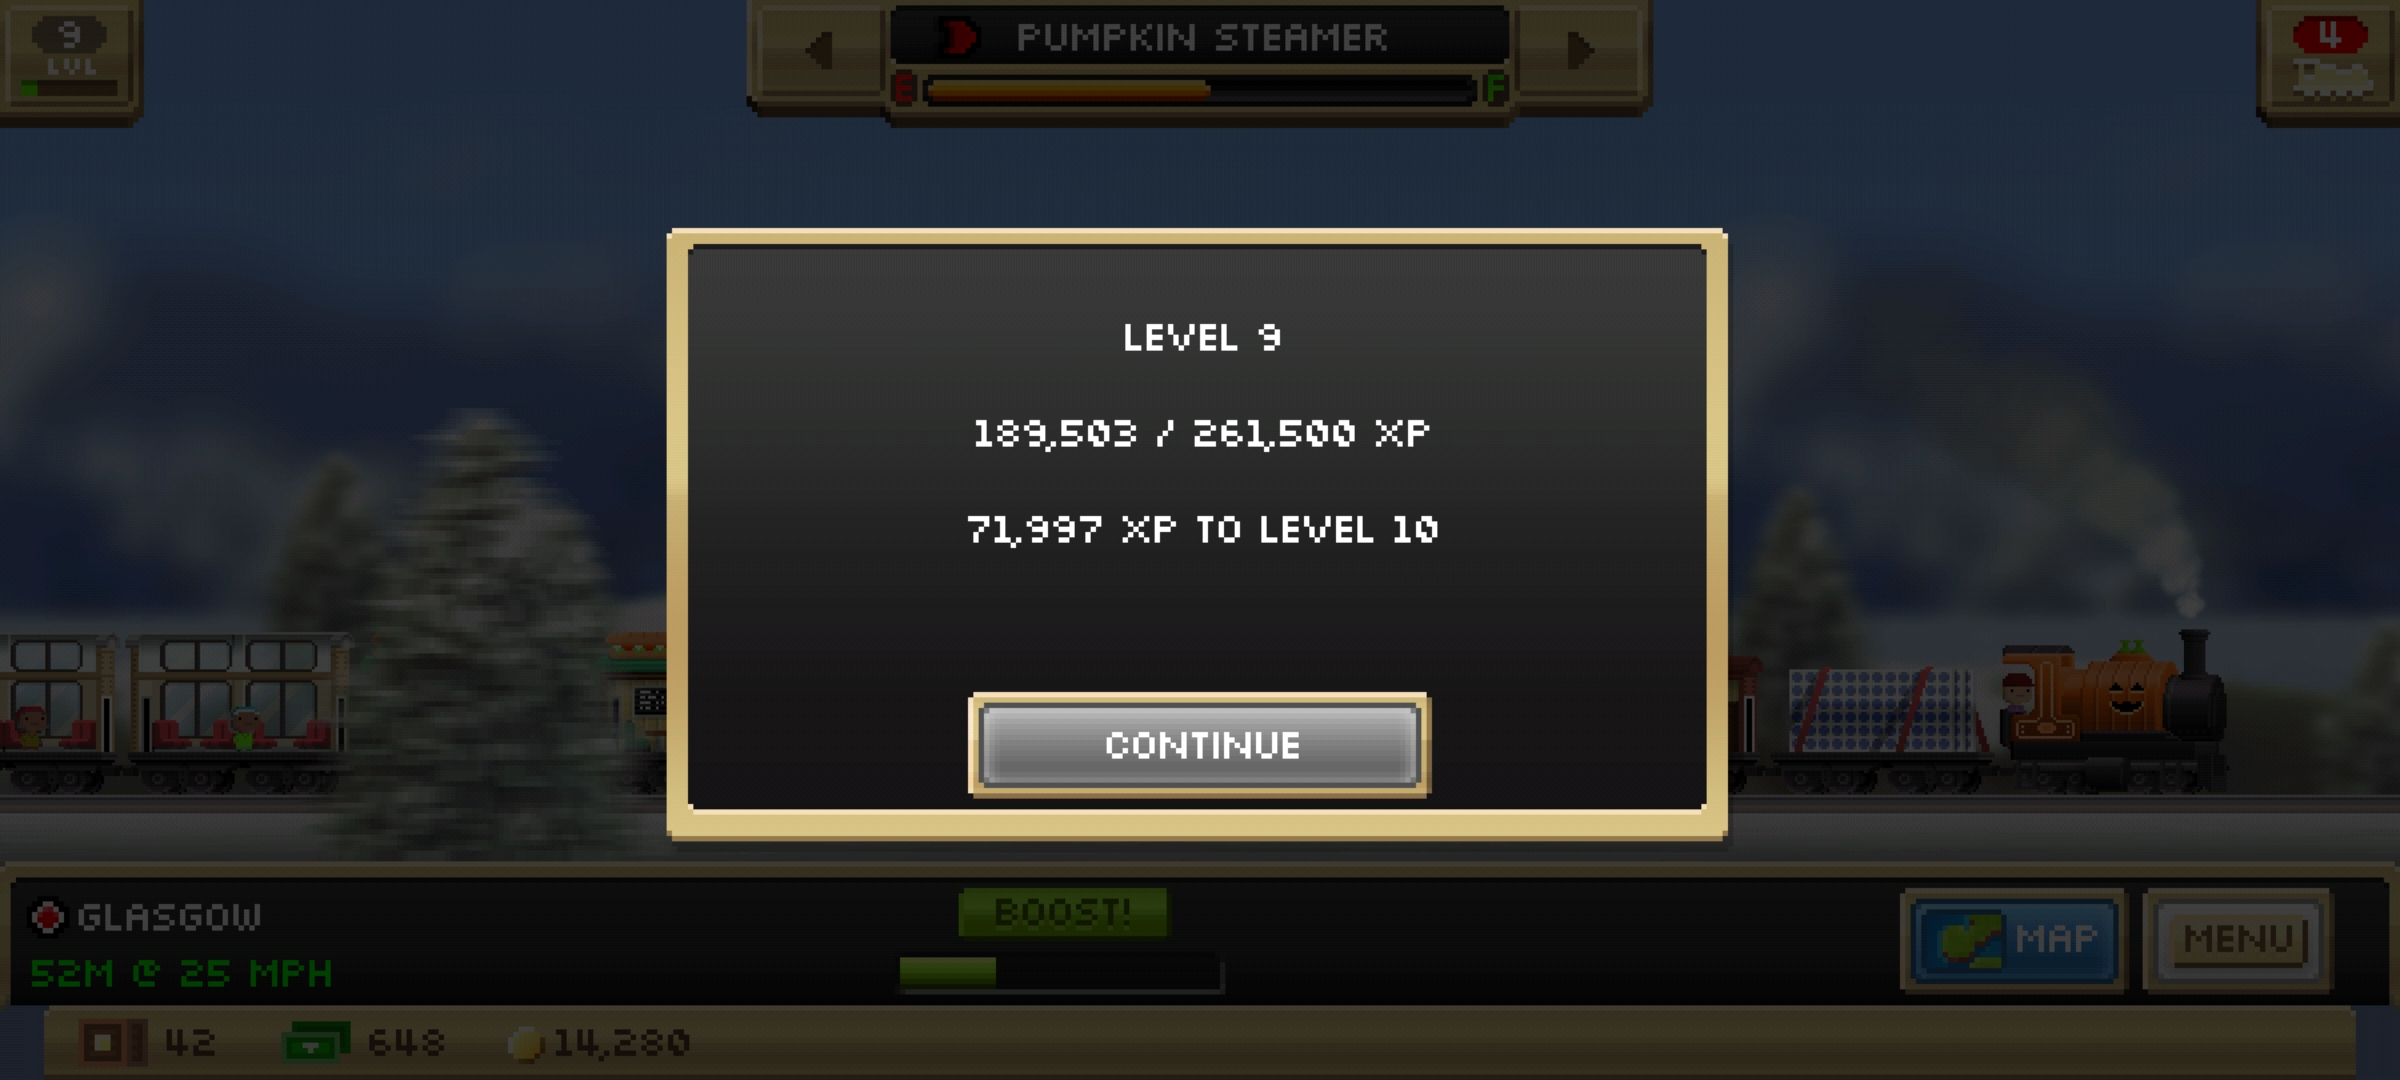 9
LVL
PUMPKIN STEAMER
E F
4
LEVEL 9
189,503 / 261,500 XP
71,997 XP TO LEVEL 10
CONTINUE
GLASGOW
52M @ 25 MPH
BOOST!
MAP
MENU
42 648 14,280